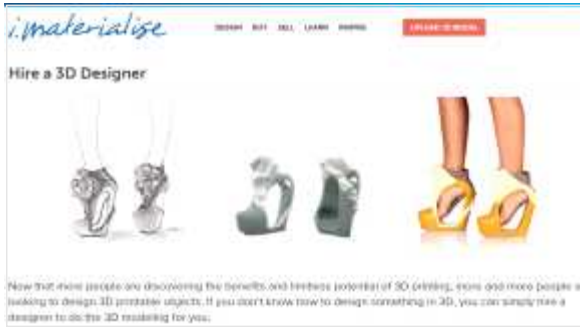 i.materialise
DESIGN BUY SELL LEARN INSPIRE UPLOAD 3D MODEL
Hire a 3D Designer
Now that more people are discovering the benefits and limitless potential of 3D printing, more and more people a
looking to design 3D printable objects. If you don't know how to design something in 3D, you can simply hire a
designer to do the 3D modeling for you.